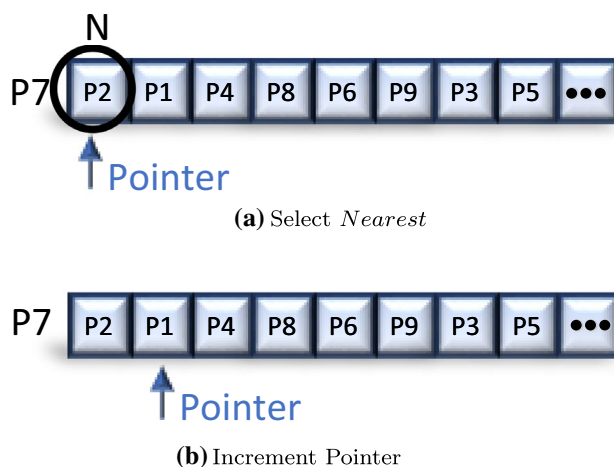 N
P7 P2 P1 P4 P8 P6 P9 P3 P5 •••
Pointer
(a) Select Nearest
P7 P2 P1 P4 P8 P6 P9 P3 P5 •••
Pointer
(b) Increment Pointer